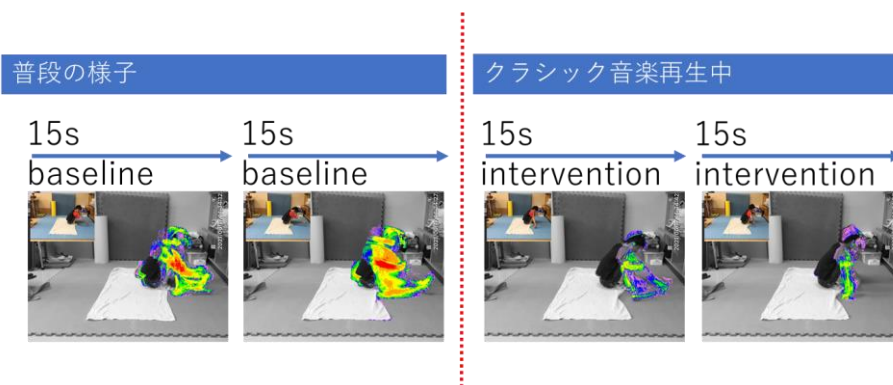 普段の様子
クラシック音楽再生中
15s
baseline
15s
baseline
15s
intervention
15s
intervention